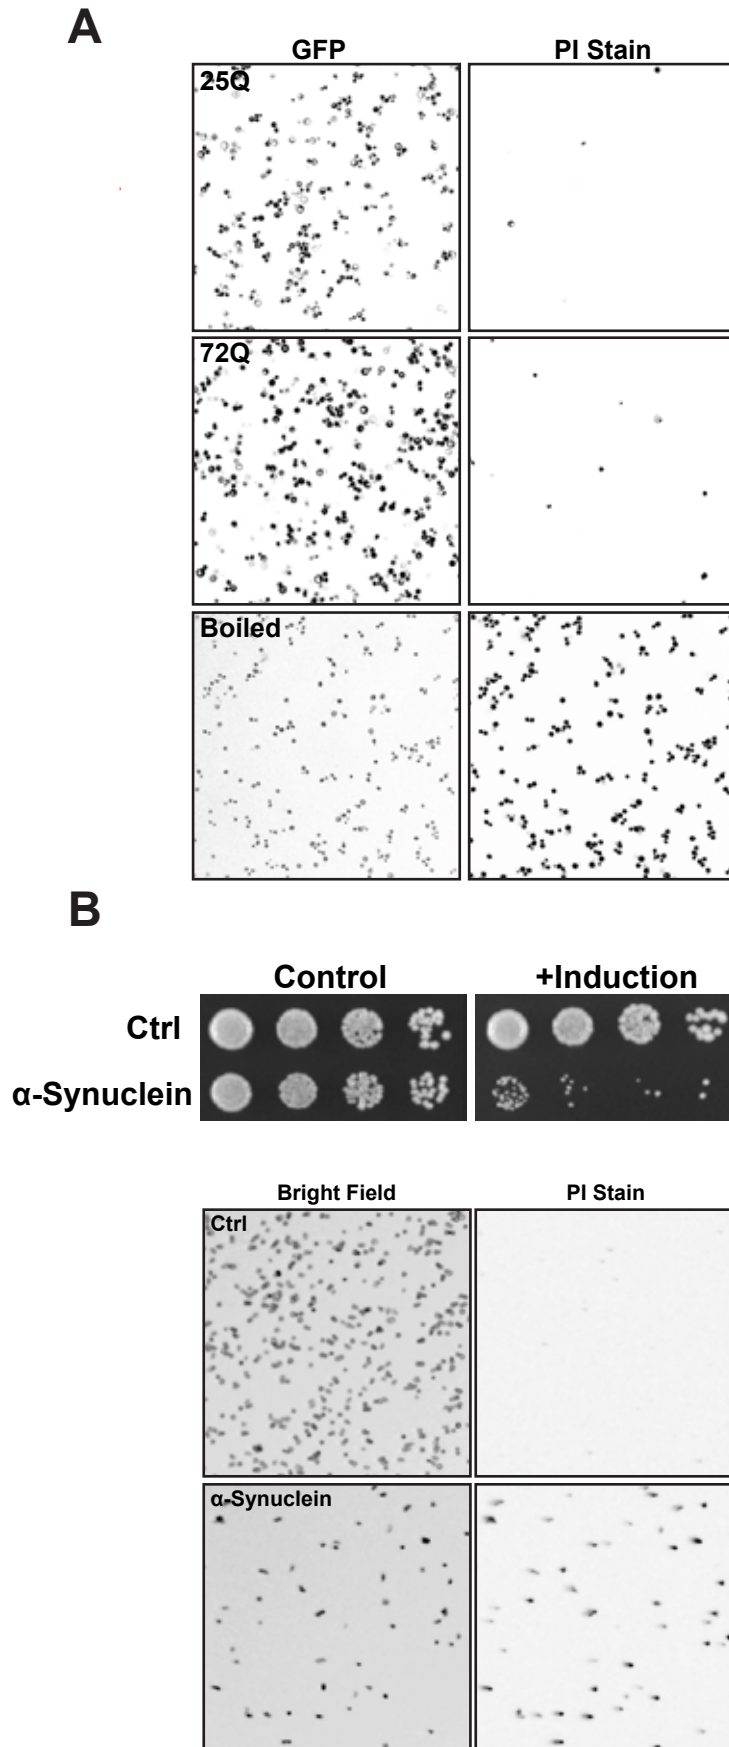 A
GFP PI Stain
25Q
72Q
Boiled
B
Control +Induction
Ctrl
α-Synuclein
Bright Field PI Stain
Ctrl
α-Synuclein